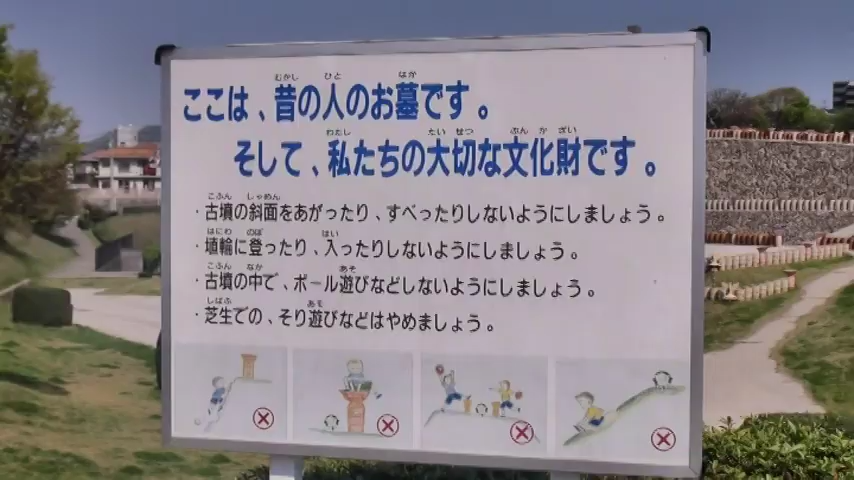 ここは、昔の人のお墓です。
そして、私たちの大切な文化財です。
・古墳の斜面をあがったり、すべったりしないようにしましょう。
・埴輪に登ったり、入ったりしないようにしましょう。
・古墳の中で、ボール遊びなどしないようにしましょう。
・芝生での、そり遊びなどはやめましょう。